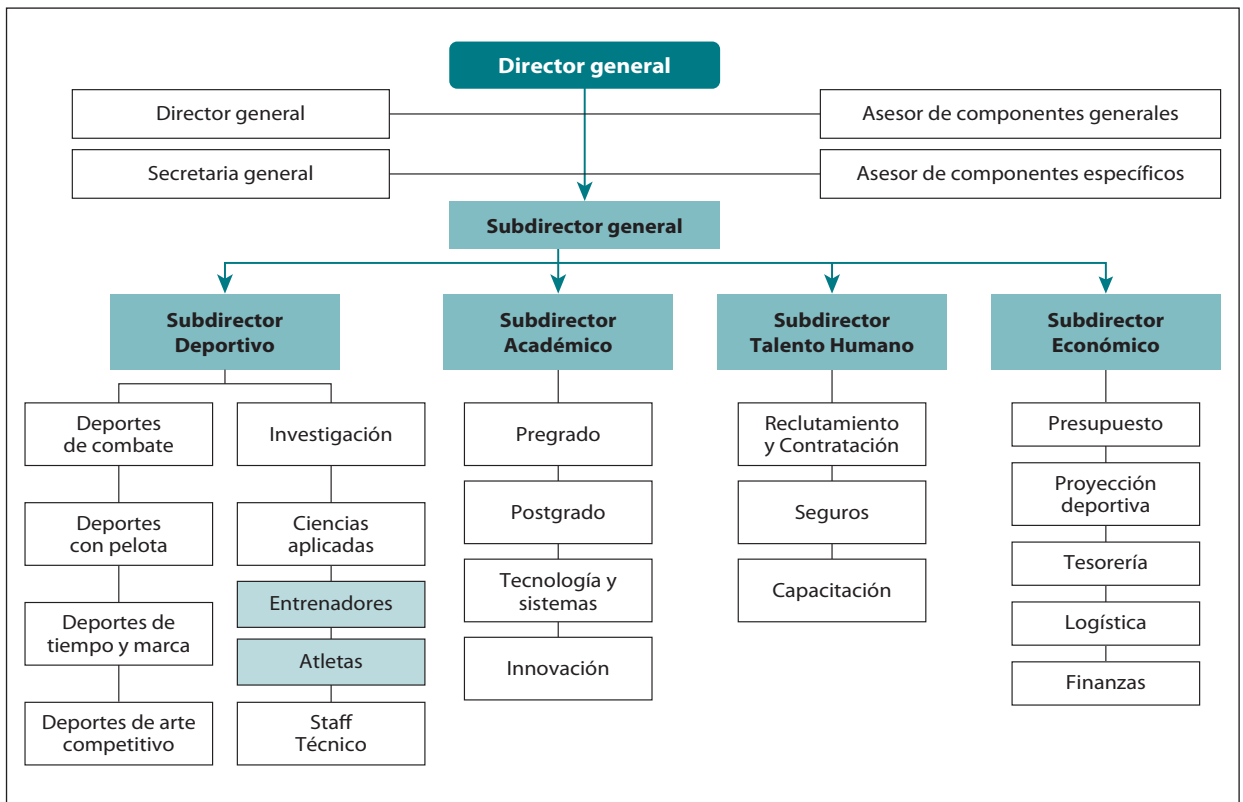 Director general
Director general
Asesor de componentes generales
Secretaria general
Asesor de componentes específicos
Subdirector general
Subdirector
Deportivo
Subdirector
Académico
Subdirector
Talento Humano
Subdirector
Económico
Deportes
de combate
Deportes
con pelota
Deportes de
tiempo y marca
Deportes de arte
competitivo
Investigación
Ciencias
aplicadas
Entrenadores
Atletas
Staff
Técnico
Pregrado
Postgrado
Tecnología y
sistemas
Innovación
Reclutamiento
y Contratación
Seguros
Capacitación
Presupuesto
Proyección
deportiva
Tesorería
Logística
Finanzas